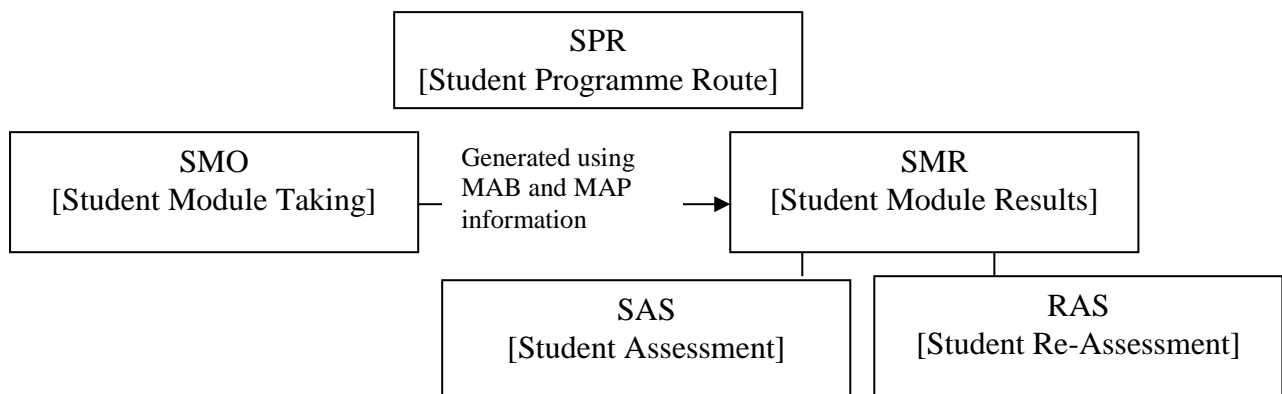 SPR
[Student Programme Route]
SMO
[Student Module Taking]
Generated using
MAB and MAP
information
SMR
[Student Module Results]
SAS
[Student Assessment]
RAS
[Student Re-Assessment]